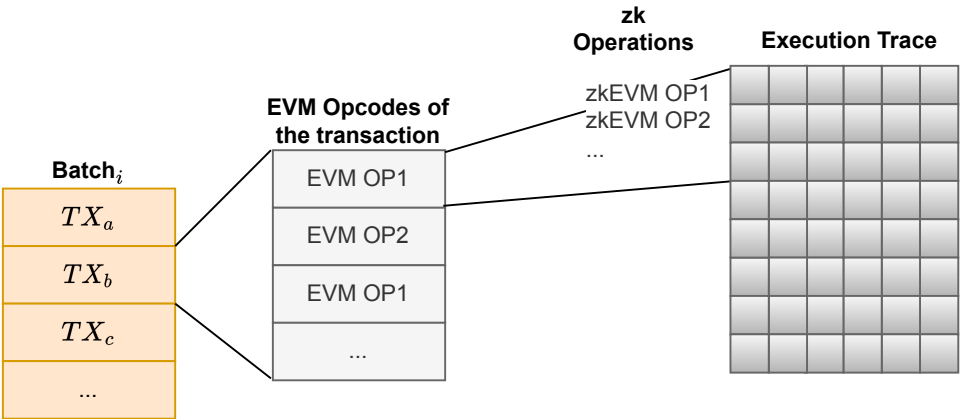 zk
Operations
Execution Trace
zkEVM OP1
zkEVM OP2
...
EVM Opcodes of
the transaction
EVM OP1
EVM OP2
EVM OP1
...
Batch_i
TX_a
TX_b
TX_c
...